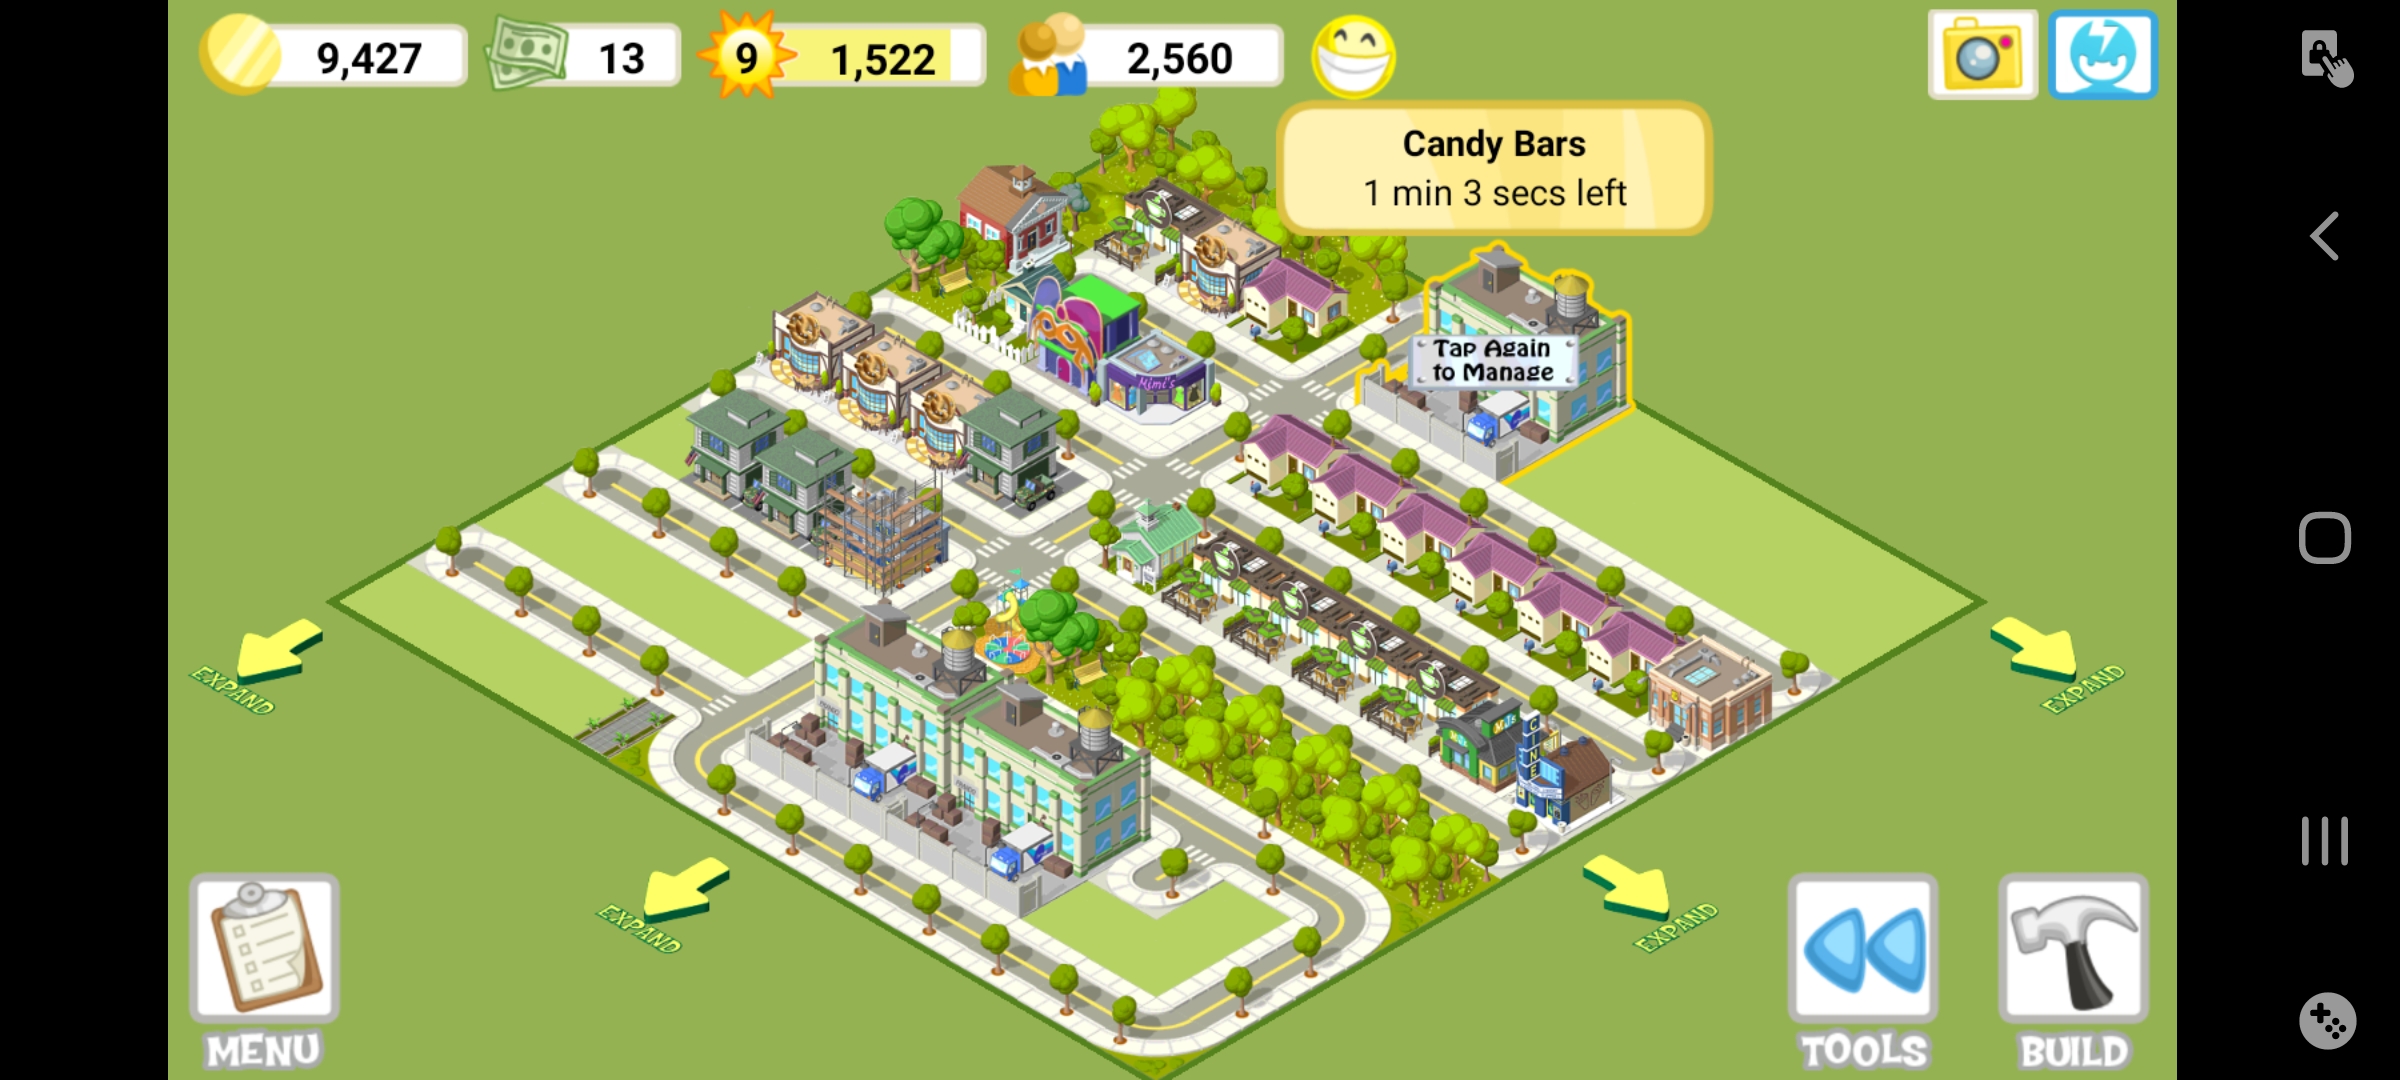 9,427
13
9
1,522
2,560
Candy Bars
1 min 3 secs left
Tap Again
to Manage
Mimi's
MJs
CINE
EXPAND
EXPAND
EXPAND
EXPAND
MENU
TOOLS
BUILD